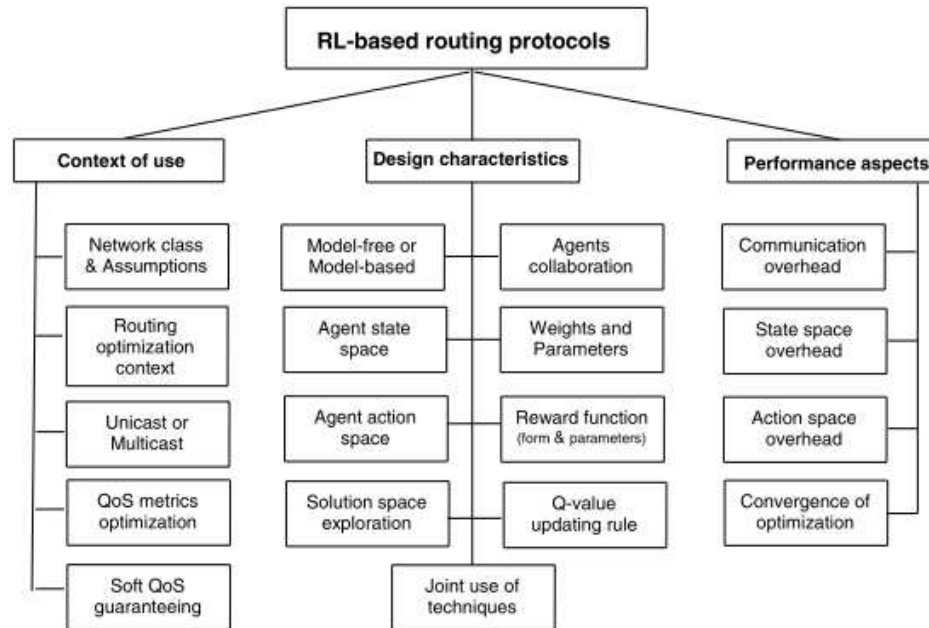 RL-based routing protocols
Context of use
Design characteristics
Performance aspects
Network class
& Assumptions
Routing
optimization
context
Unicast or
Multicast
QoS metrics
optimization
Soft QoS
guaranteeing
Model-free or
Model-based
Agent state
space
Agent action
space
Solution space
exploration
Agents
collaboration
Weights and
Parameters
Reward function
(form & parameters)
Q-value
updating rule
Joint use of
techniques
Communication
overhead
State space
overhead
Action space
overhead
Convergence of
optimization